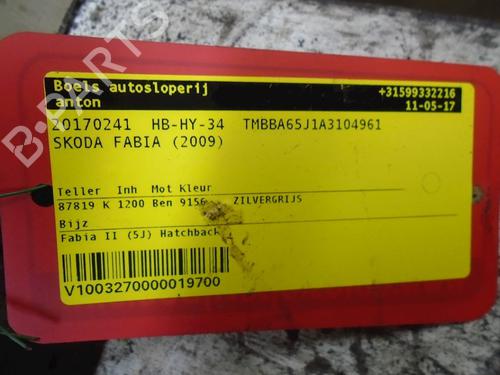 B-PARTS
Boels autosloperij +31599332216
anton 11-05-17
20170241 HB-HY-34 TMBBA65J1A3104961
SKODA FABIA (2009)
Teller Inh Mot Kleur
87819 K 1200 Ben 9156 ZILVERGRIJS
Bijz
Fabia II (5J) Hatchback
V1003270000019700